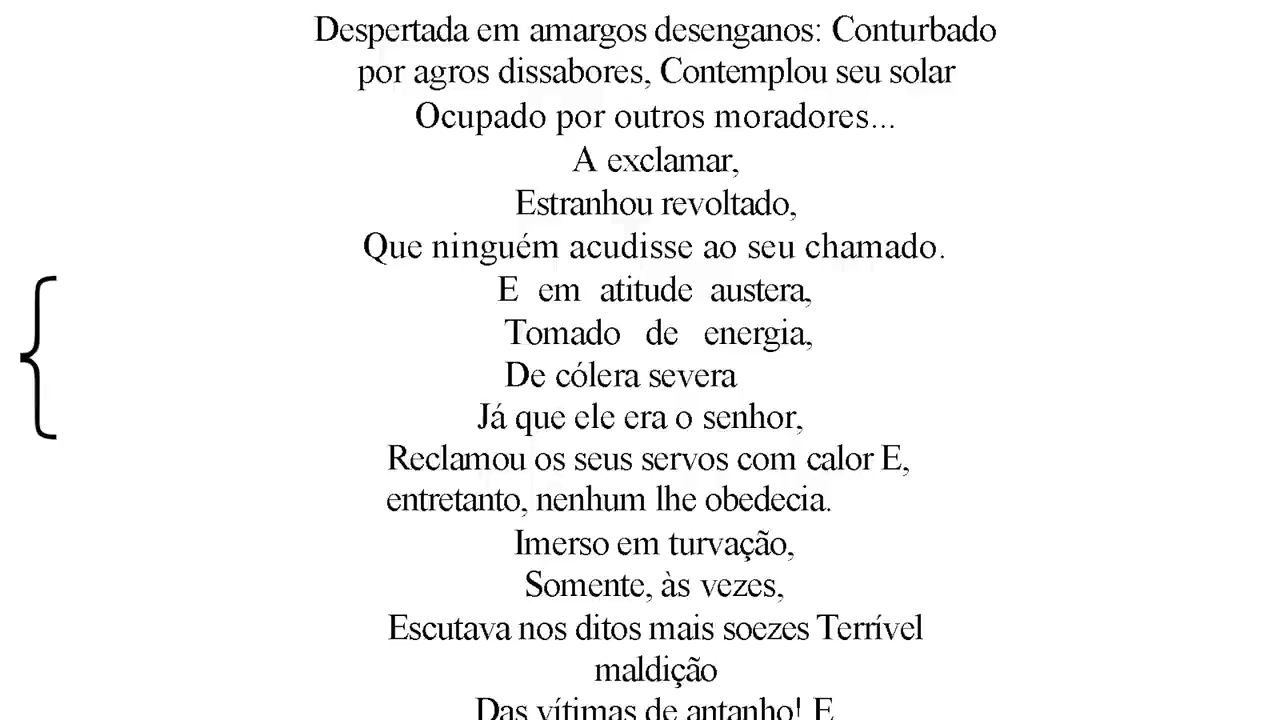 Despertada em amargos desenganos: Conturbado
por agros dissabores, Contemplou seu solar
Ocupado por outros moradores...
A exclamar,
Estranhou revoltado,
Que ninguém acudisse ao seu chamado.
E em atitude austera,
Tomado de energia,
De cólera severa
Já que ele era o senhor,
Reclamou os seus servos com calor E,
entretanto, nenhum lhe obedecia.
Imerso em turvação,
Somente, às vezes,
Escutava nos ditos mais soezes Terrível
maldição
Das vítimas de antanho! E